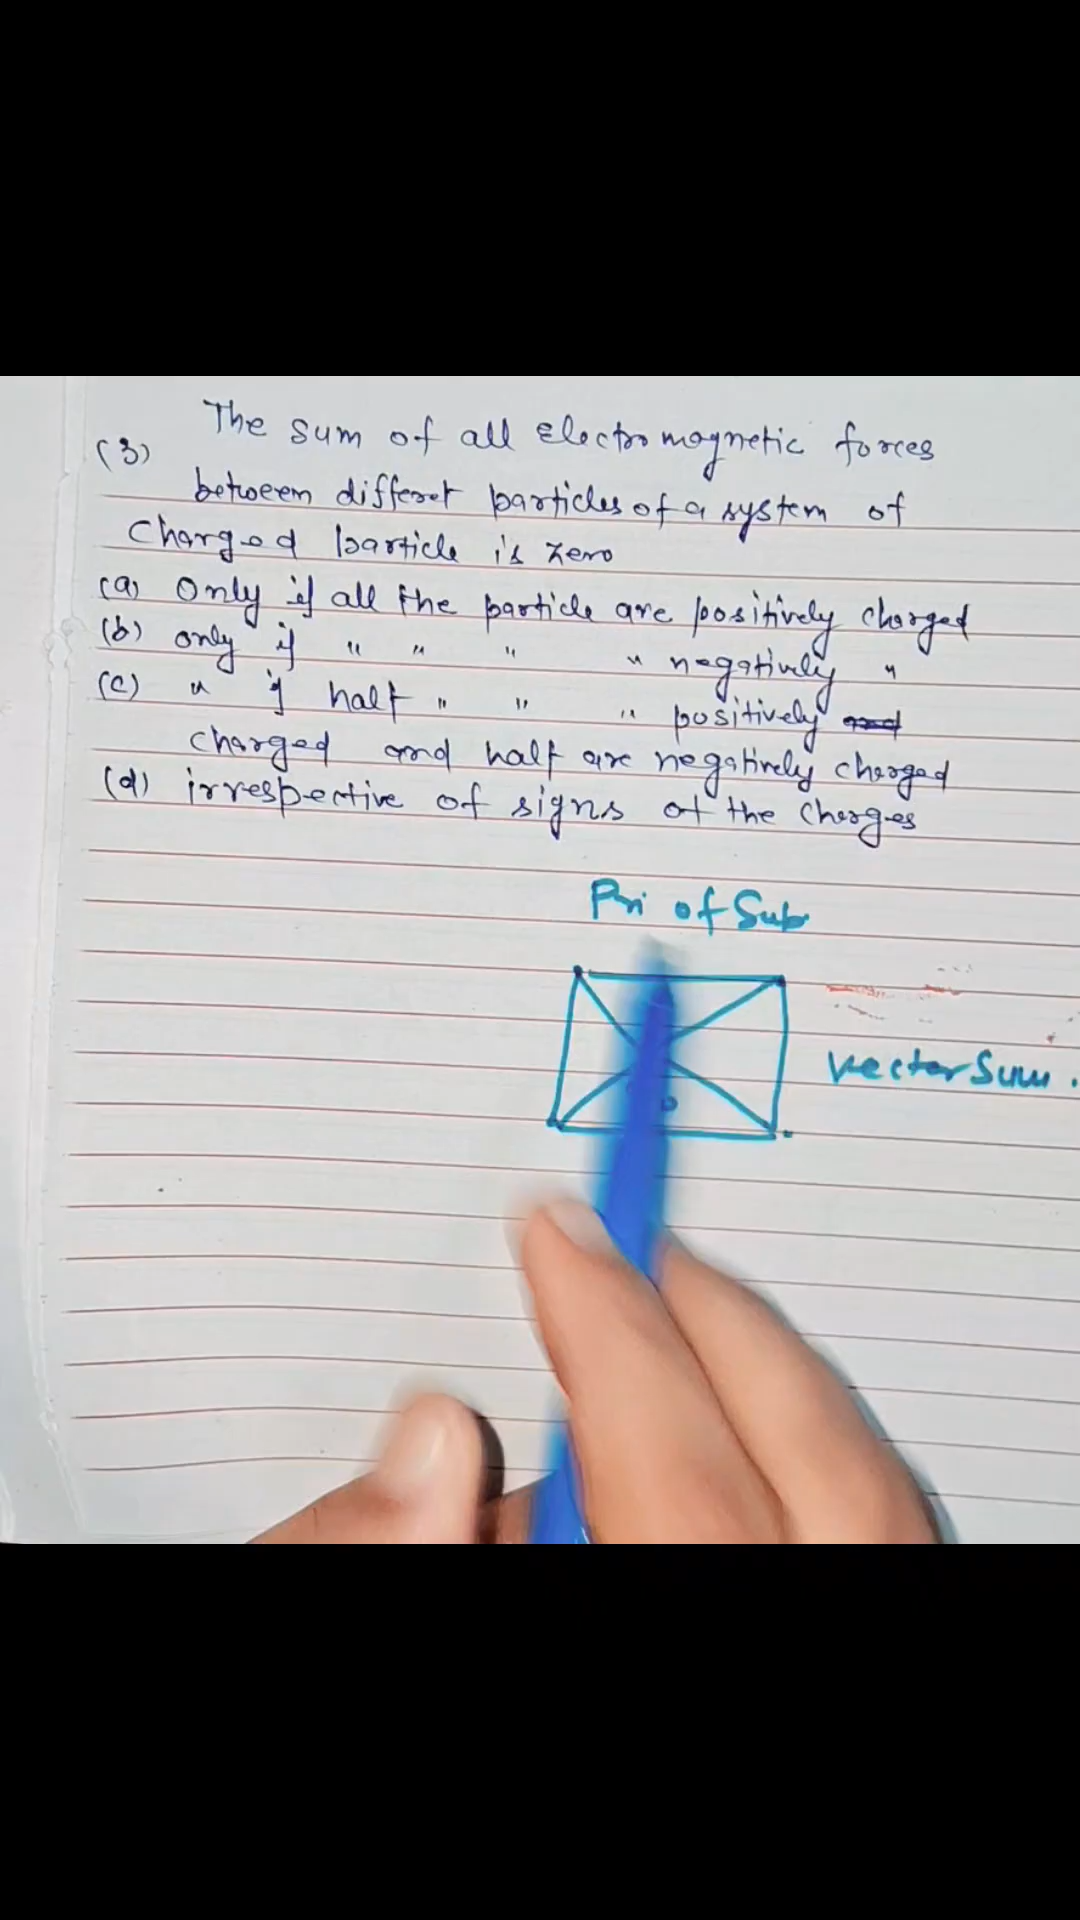 The sum of all Electromagnetic forces
(3)
between differet particles of a system of
Charged particle is zero
(a) Only if all the particle are positively charged
(b) only if " " " " negatively "
(c) " if half " " " positively
charged and half are negatively charged
(d) irrespective of signs of the charges
Pri of Sup.
vector Sum.